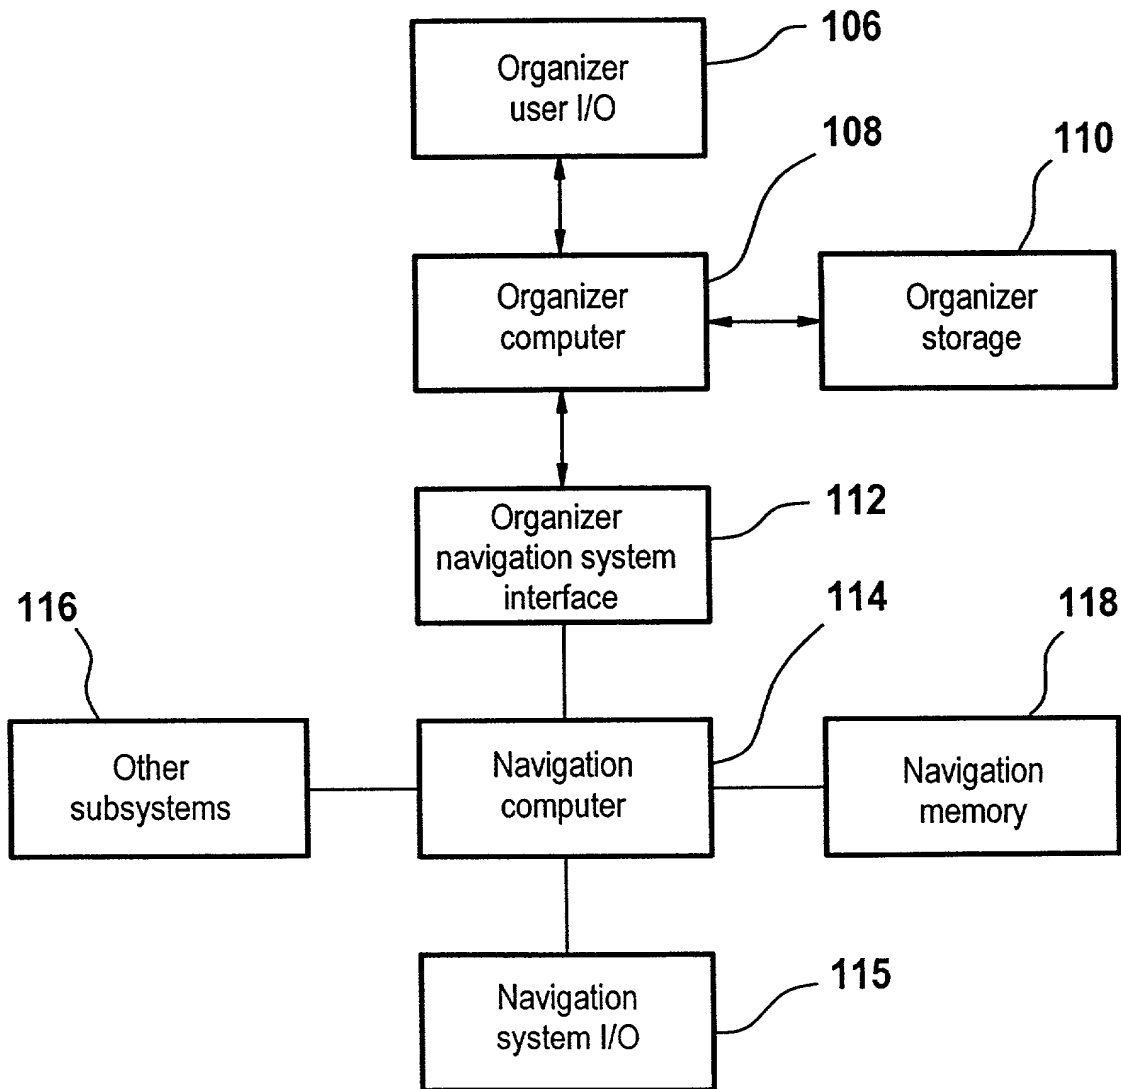 106
Organizer
user I/O
108
110
Organizer
computer
Organizer
storage
112
Organizer
navigation system
interface
116
114
118
Other
subsystems
Navigation
computer
Navigation
memory
115
Navigation
system I/O